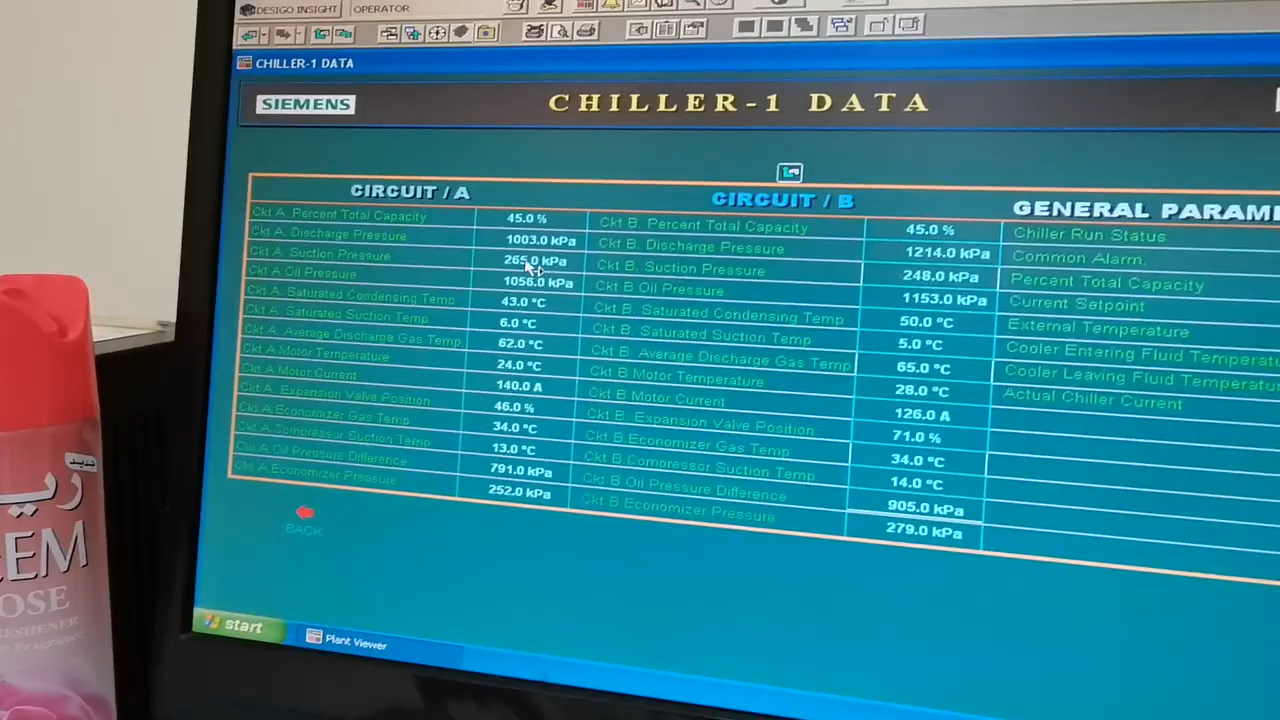 DESIGO INSIGHT OPERATOR
CHILLER-1 DATA
SIEMENS
CHILLER-1 DATA
CIRCUIT / A
Ckt A. Percent Total Capacity 45.0 %
Ckt A. Discharge Pressure 1003.0 kPa
Ckt A. Suction Pressure 265.0 kPa
Ckt A Oil Pressure 1056.0 kPa
Ckt A. Saturated Condensing Temp 43.0 °C
Ckt A. Saturated Suction Temp 6.0 °C
Ckt A. Average Discharge Gas Temp. 62.0 °C
Ckt A Motor Temperature 24.0 °C
Ckt A Motor Current 140.0 A
Ckt A. Expansion Valve Position 46.0 %
Ckt A.Economizer Gas Temp 34.0 °C
Ckt A.Compressor Suction Temp 13.0 °C
Ckt A Oil Pressure Difference 791.0 kPa
Ckt A.Economizer Pressure 252.0 kPa
CIRCUIT / B
Ckt B. Percent Total Capacity 45.0 %
Ckt B. Discharge Pressure 1214.0 kPa
Ckt B. Suction Pressure 248.0 kPa
Ckt B Oil Pressure 1153.0 kPa
Ckt B. Saturated Condensing Temp 50.0 °C
Ckt B. Saturated Suction Temp 5.0 °C
Ckt B. Average Discharge Gas Temp 65.0 °C
Ckt B Motor Temperature 28.0 °C
Ckt B Motor Current 126.0 A
Ckt B. Expansion Valve Position 71.0 %
Ckt B.Economizer Gas Temp 34.0 °C
Ckt B.Compressor Suction Temp 14.0 °C
Ckt B Oil Pressure Difference 905.0 kPa
Ckt B Economizer Pressure 279.0 kPa
GENERAL PARAM
Chiller Run Status
Common Alarm.
Percent Total Capacity
Current Setpoint
External Temperature
Cooler Entering Fluid Temperatu
Cooler Leaving Fluid Temperatu
Actual Chiller Current
BACK
start
Plant Viewer
جديد
ري
EEM
OSE
RESHENER
Fragrance